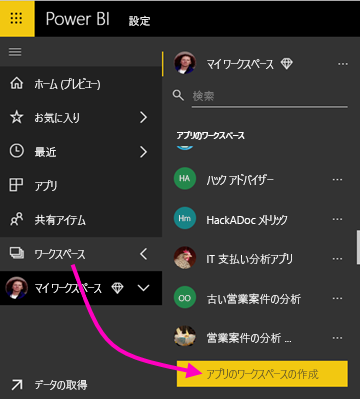 Power BI 設定
マイ ワークスペース
ホーム (プレビュー)
検索
お気に入り
アプリのワークスペース
最近
HA ハック アドバイザー
アプリ
Hm HackADoc メトリック
共有アイテム
IT 支払い分析アプリ
ワークスペース
マイ ワークスペース
OO 古い営業案件の分析
営業案件の分析 ...
アプリのワークスペースの作成
データの取得